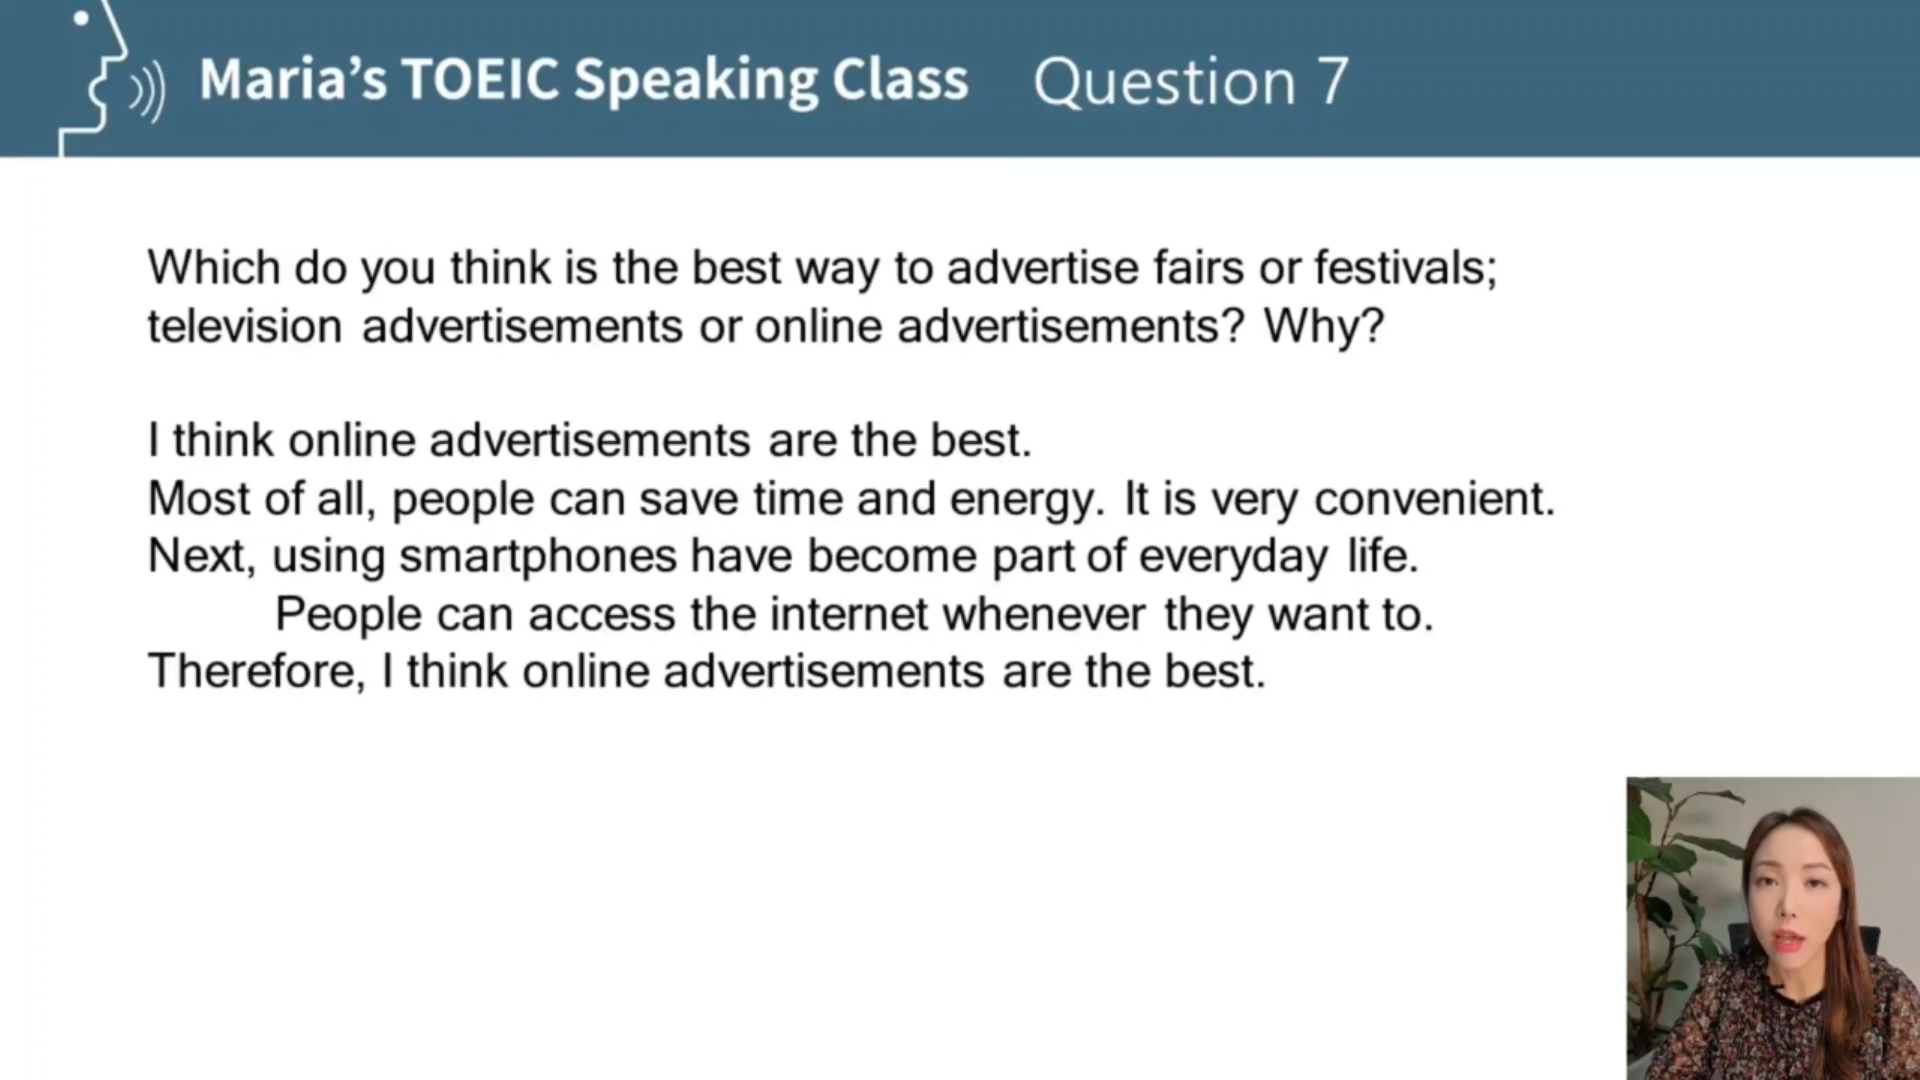 Maria's TOEIC Speaking Class Question 7
Which do you think is the best way to advertise fairs or festivals;
television advertisements or online advertisements? Why?
I think online advertisements are the best.
Most of all, people can save time and energy. It is very convenient.
Next, using smartphones have become part of everyday life.
People can access the internet whenever they want to.
Therefore, I think online advertisements are the best.